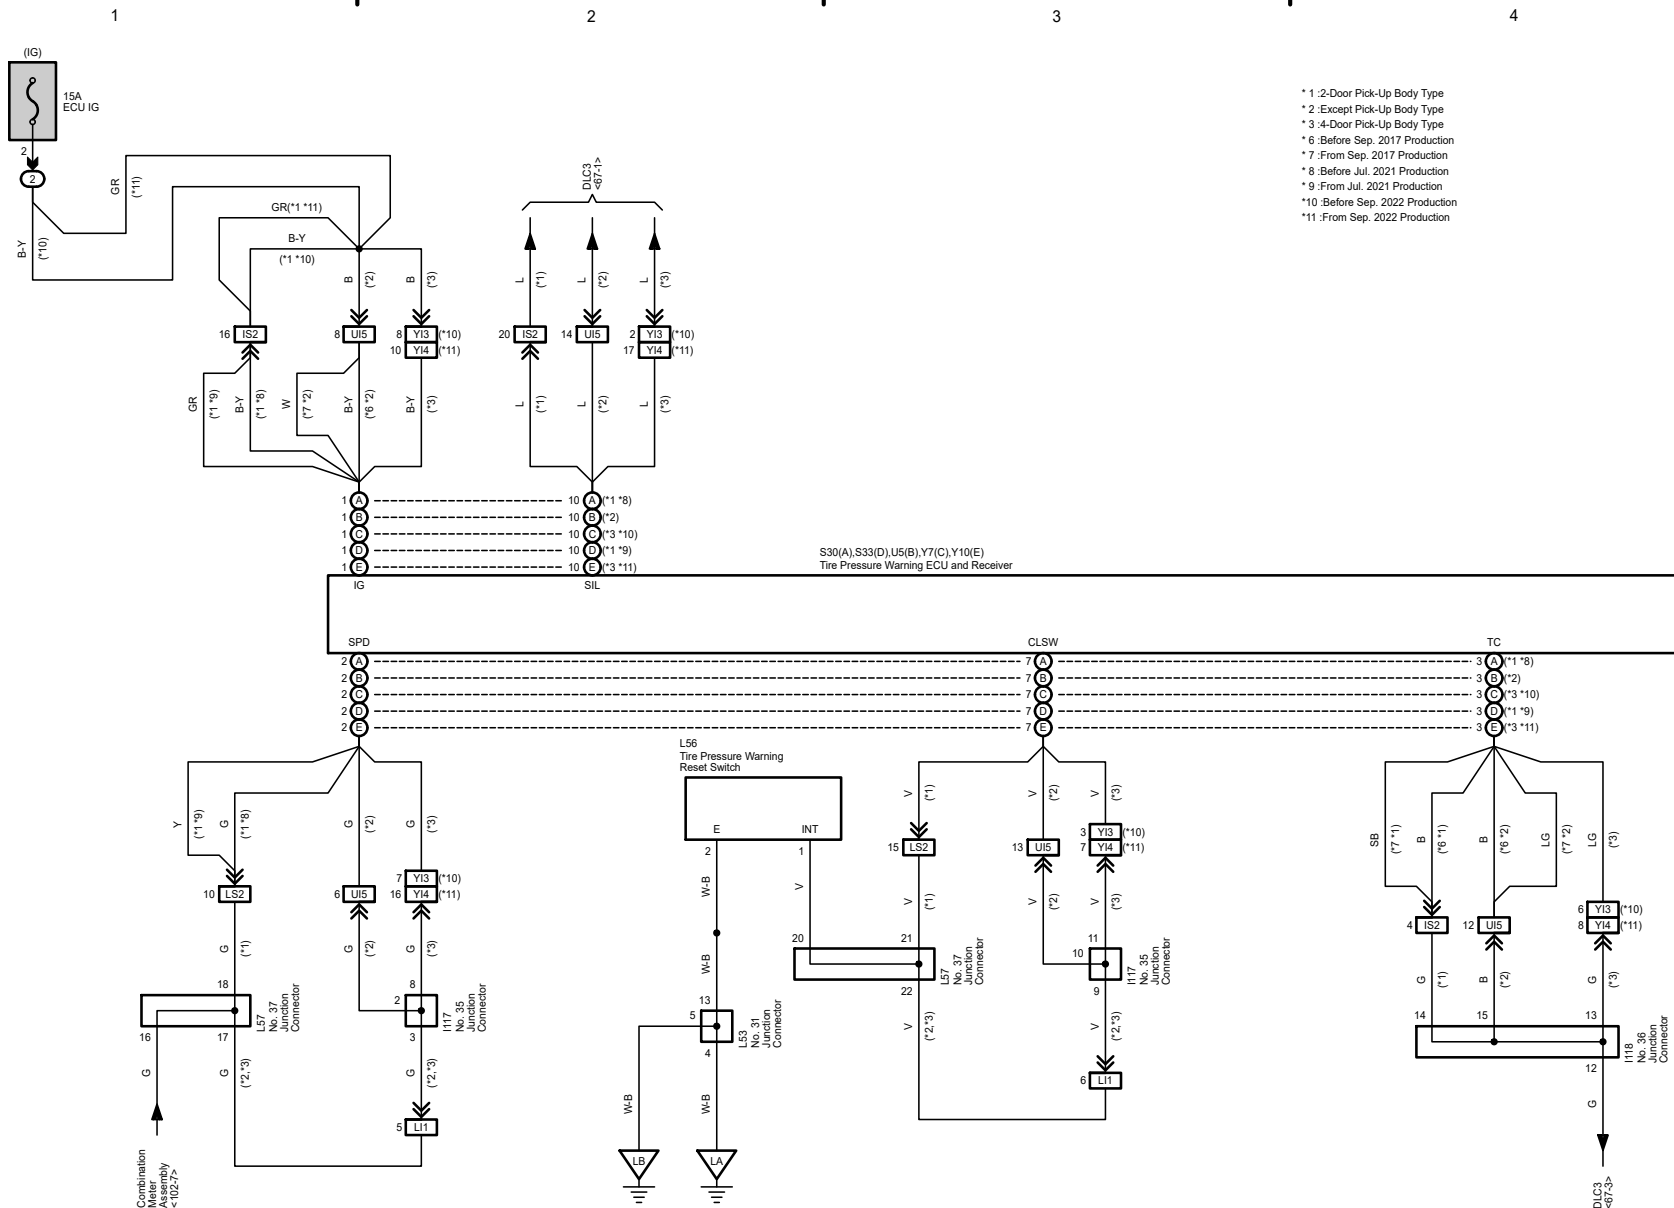 1 2 3 4
(IG)
15A
ECU IG
2
2
GR
(*11)
B-Y
(*10)
GR(*1 *11)
B-Y
(*1 *10)
B
(*2)
B
(*3)
16 IS2
8 UI5
8 YI3 (*10)
10 YI4 (*11)
GR
(*1 *9)
B-Y
(*1 *8)
W
(*7 *2)
B-Y
(*6 *2)
B-Y
(*3)
DLC3
<67-1>
L
(*1)
L
(*2)
L
(*3)
20 IS2
14 UI5
2 YI3 (*10)
17 YI4 (*11)
L
(*1)
L
(*2)
L
(*3)
* 1 :2-Door Pick-Up Body Type
* 2 :Except Pick-Up Body Type
* 3 :4-Door Pick-Up Body Type
* 6 :Before Sep. 2017 Production
* 7 :From Sep. 2017 Production
* 8 :Before Jul. 2021 Production
* 9 :From Jul. 2021 Production
*10 :Before Sep. 2022 Production
*11 :From Sep. 2022 Production
1 A 10 A (*1 *8)
1 B 10 B (*2)
1 C 10 C (*3 *10)
1 D 10 D (*1 *9)
1 E 10 E (*3 *11)
S30(A),S33(D),U5(B),Y7(C),Y10(E)
Tire Pressure Warning ECU and Receiver
IG SIL
SPD CLSW TC
2 A 7 A 3 A (*1 *8)
2 B 7 B 3 B (*2)
2 C 7 C 3 C (*3 *10)
2 D 7 D 3 D (*1 *9)
2 E 7 E 3 E (*3 *11)
Y
(*1 *9)
G
(*1 *8)
G
(*2)
G
(*3)
10 LS2
6 UI5
7 YI3 (*10)
16 YI4 (*11)
G
(*1)
G
(*2)
G
(*3)
18
16 17
L57
No. 37
Junction
Connector
8
2
3
I117
No. 35
Junction
Connector
G
G
(*2,*3)
G
(*2,*3)
5 LI1
Combination
Meter
Assembly
<102-7>
L56
Tire Pressure Warning
Reset Switch
E INT
2 1
W-B
V
W-B
13
5
4
L53
No. 31
Junction
Connector
W-B
W-B
LB LA
V
(*1)
V
(*2)
V
(*3)
15 LS2
13 UI5
3 YI3 (*10)
7 YI4 (*11)
V
(*1)
V
(*2)
V
(*3)
20 21
22
L57
No. 37
Junction
Connector
11
10
9
I117
No. 35
Junction
Connector
V
(*2,*3)
V
(*2,*3)
6 LI1
SB
(*7 *1)
B
(*6 *1)
B
(*6 *2)
LG
(*7 *2)
LG
(*3)
4 IS2
12 UI5
6 YI3 (*10)
8 YI4 (*11)
G
(*1)
B
(*2)
G
(*3)
14 15 13
12
I118
No. 36
Junction
Connector
G
DLC3
<67-3>